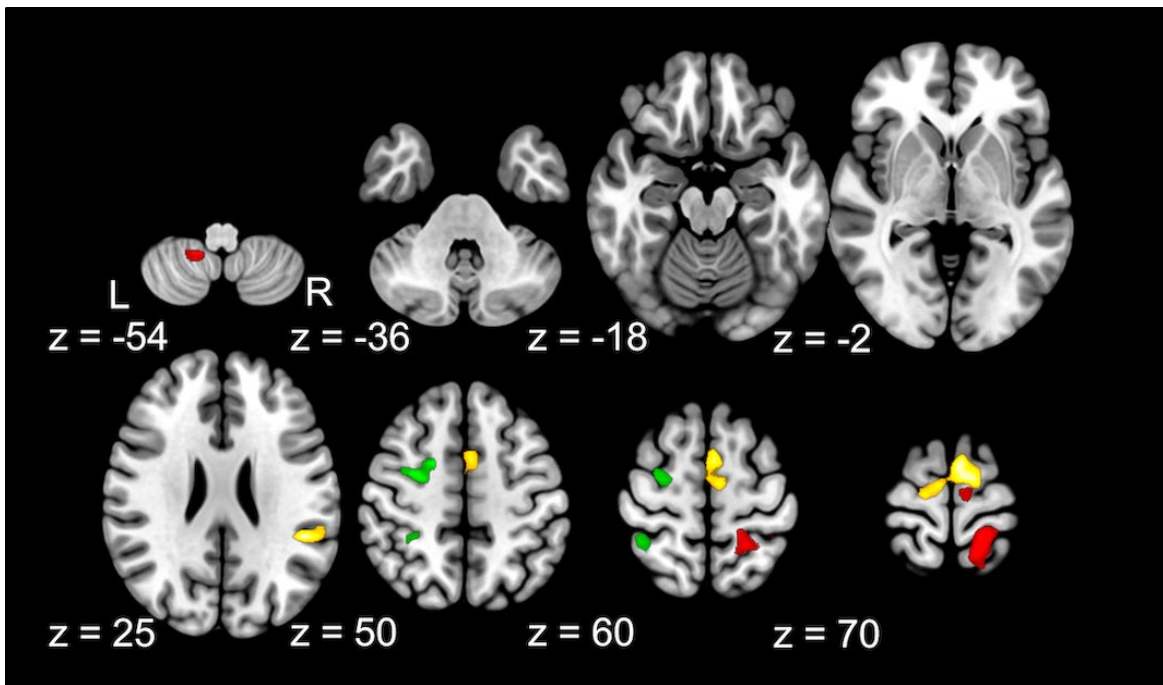 L R
z = -54 z = -36 z = -18 z = -2
z = 25 z = 50 z = 60 z = 70